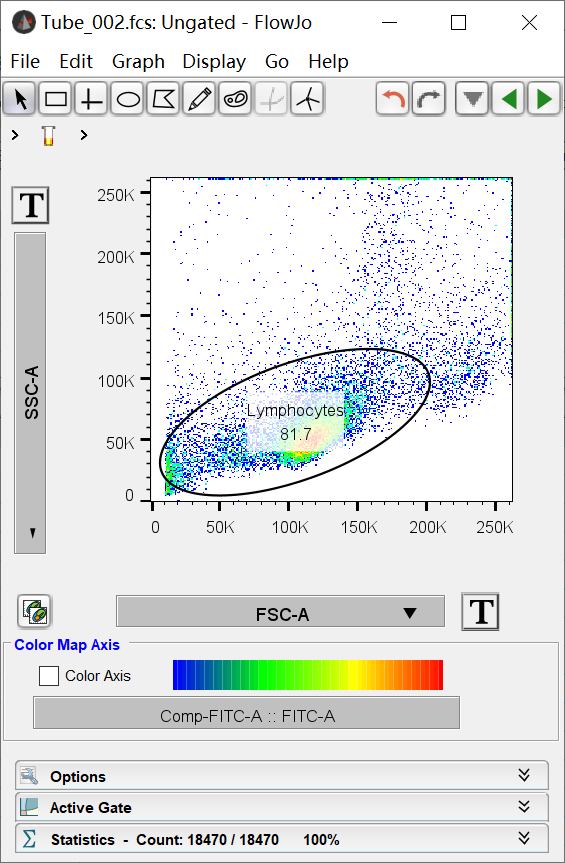 Tube_002.fcs: Ungated - FlowJo
File Edit Graph Display Go Help
T
250K
200K
150K
100K
50K
0
SSC-A
Lymphocytes
81.7
0 50K 100K 150K 200K 250K
FSC-A
T
Color Map Axis
Color Axis
Comp-FITC-A :: FITC-A
Options
Active Gate
Σ Statistics - Count: 18470 / 18470 100%